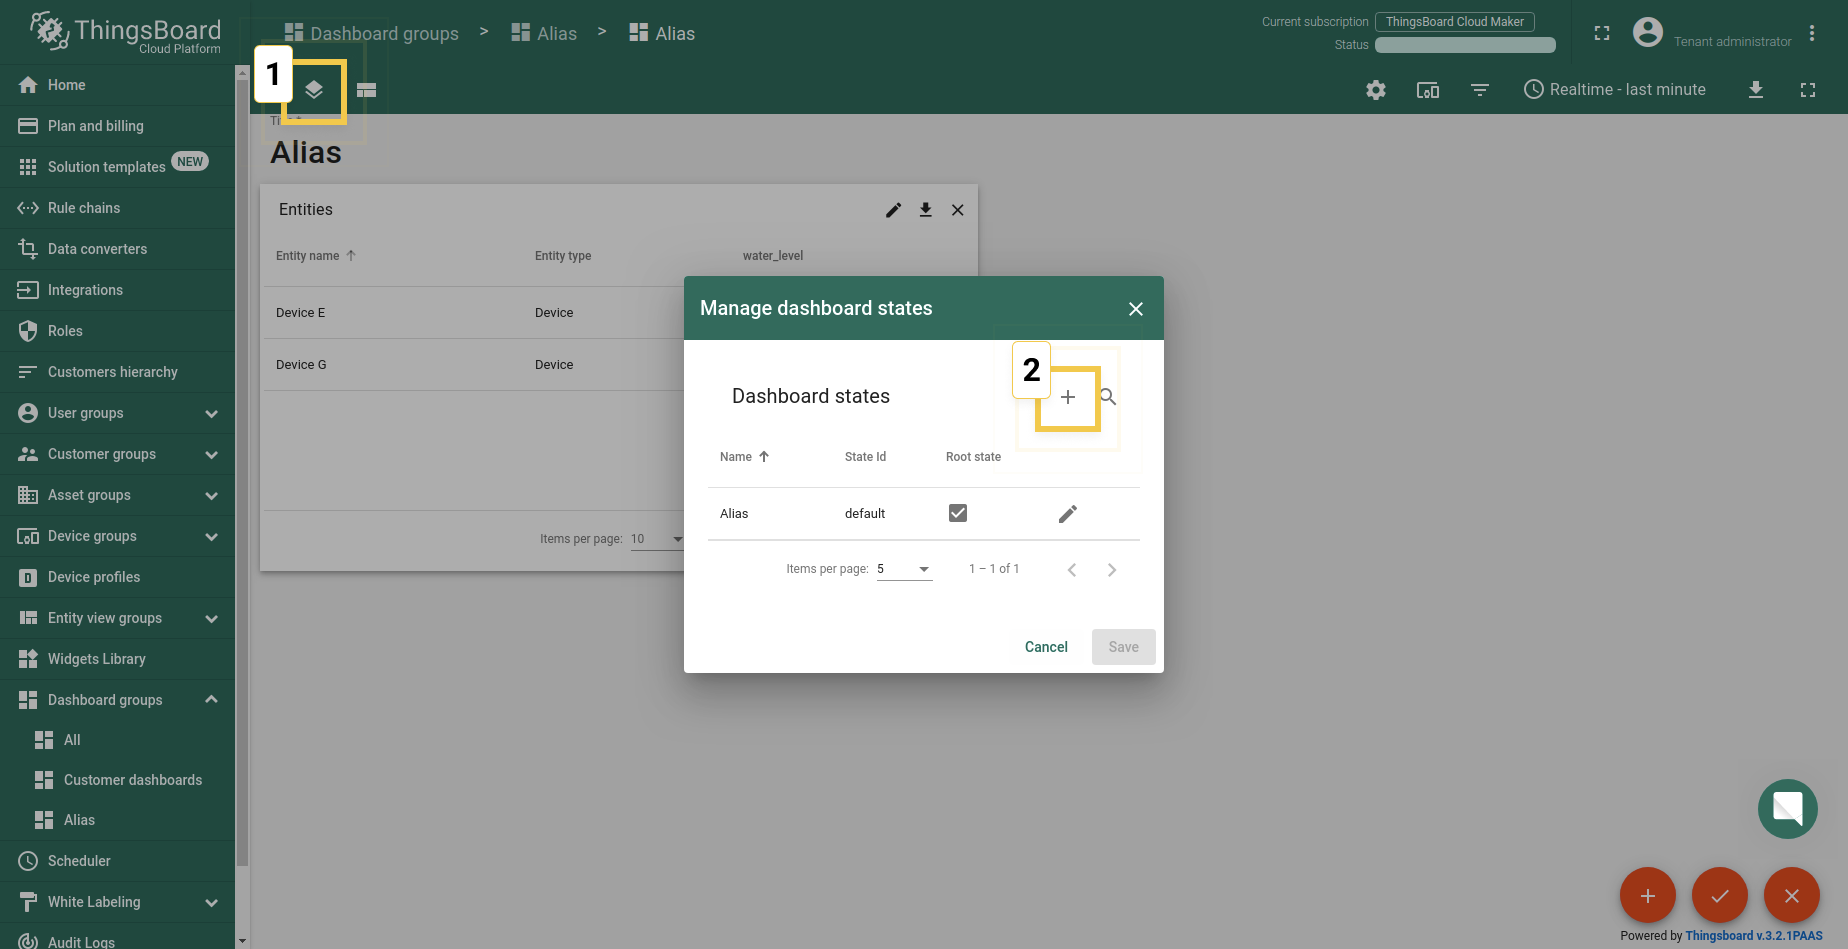 ThingsBoard
Cloud Platform
Dashboard groups > Alias > Alias
Current subscription ThingsBoard Cloud Maker
Status
Tenant administrator
1
Realtime - last minute
Home
Plan and billing
Solution templates NEW
Rule chains
Data converters
Integrations
Roles
Customers hierarchy
User groups
Customer groups
Asset groups
Device groups
Device profiles
Entity view groups
Widgets Library
Dashboard groups
All
Customer dashboards
Alias
Scheduler
White Labeling
Audit Logs
Alias
Entities
Entity name Entity type water_level
Device E Device
Device G Device
Items per page: 10
Manage dashboard states
2
Dashboard states
Name State Id Root state
Alias default
Items per page: 5 1 – 1 of 1
Cancel Save
Powered by Thingsboard v.3.2.1PAAS